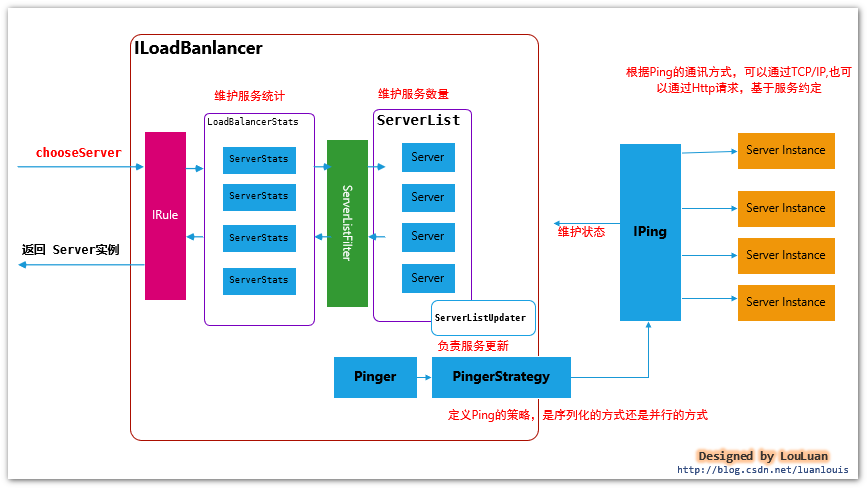 ILoadBanlancer
根据Ping的通讯方式，可以通过TCP/IP,也可
以通过Http请求，基于服务约定
维护服务统计
维护服务数量
LoadBalancerStats
ServerList
chooseServer
IRule
返回 Server实例
ServerStats
ServerStats
ServerStats
ServerStats
ServerListFilter
Server
Server
Server
Server
ServerListUpdater
负责服务更新
维护状态
IPing
Server Instance
Server Instance
Server Instance
Server Instance
Pinger
PingerStrategy
定义Ping的策略，是序列化的方式还是并行的方式
Designed by LouLuan
http://blog.csdn.net/luanlouis